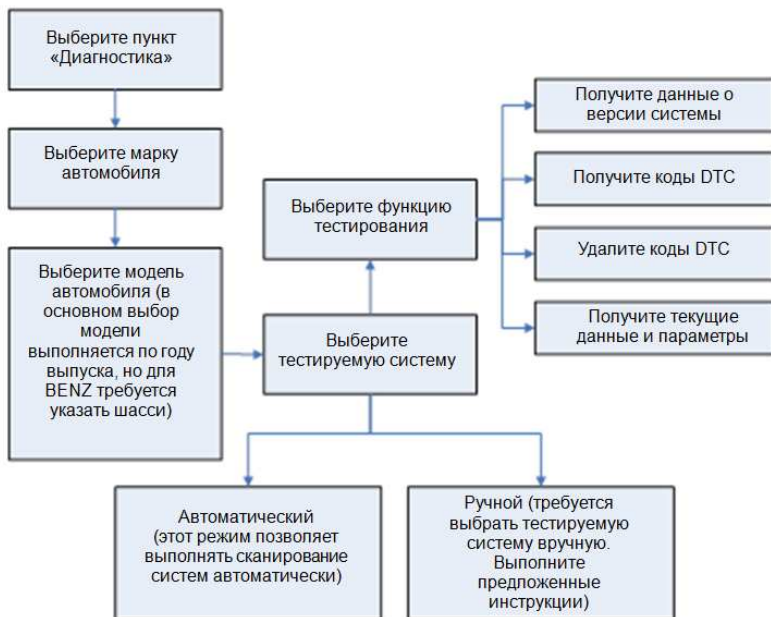 Выберите пункт
«Диагностика»
Выберите марку
автомобиля
Выберите модель
автомобиля (в
основном выбор
модели
выполняется по году
выпуска, но для
BENZ требуется
указать шасси)
Выберите
тестируемую систему
Выберите функцию
тестирования
Получите данные о
версии системы
Получите коды DTC
Удалите коды DTC
Получите текущие
данные и параметры
Автоматический
(этот режим позволяет
выполнять сканирование
систем автоматически)
Ручной (требуется
выбрать тестируемую
систему вручную.
Выполните
предложенные
инструкции)